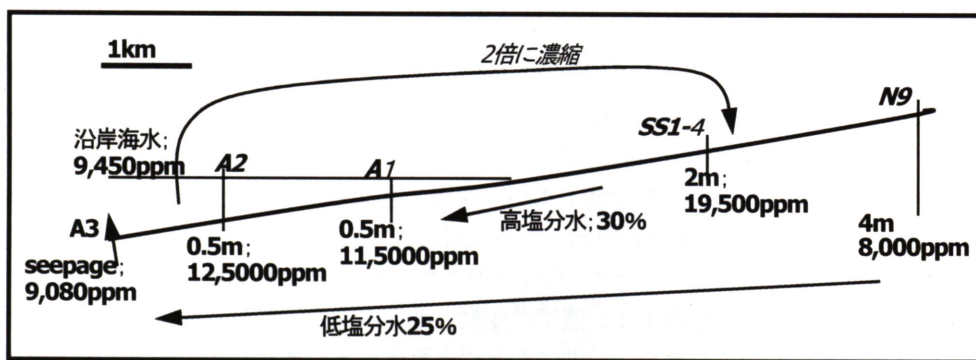 1km
2倍に濃縮
N9
SS1-4
沿岸海水;
9,450ppm
A2
A1
2m;
19,500ppm
高塩分水;30%
4m
8,000ppm
A3
0.5m;
12,5000ppm
0.5m;
11,5000ppm
seepage;
9,080ppm
低塩分水25%